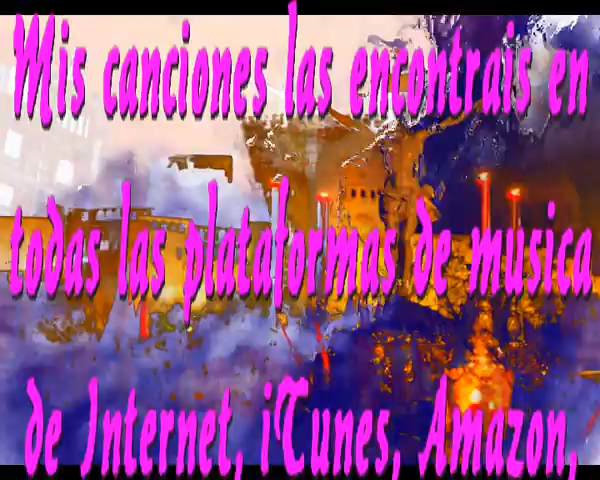 Mis canciones las encontrais en
todas las plataformas de musica
de Internet, iTunes, Amazon,